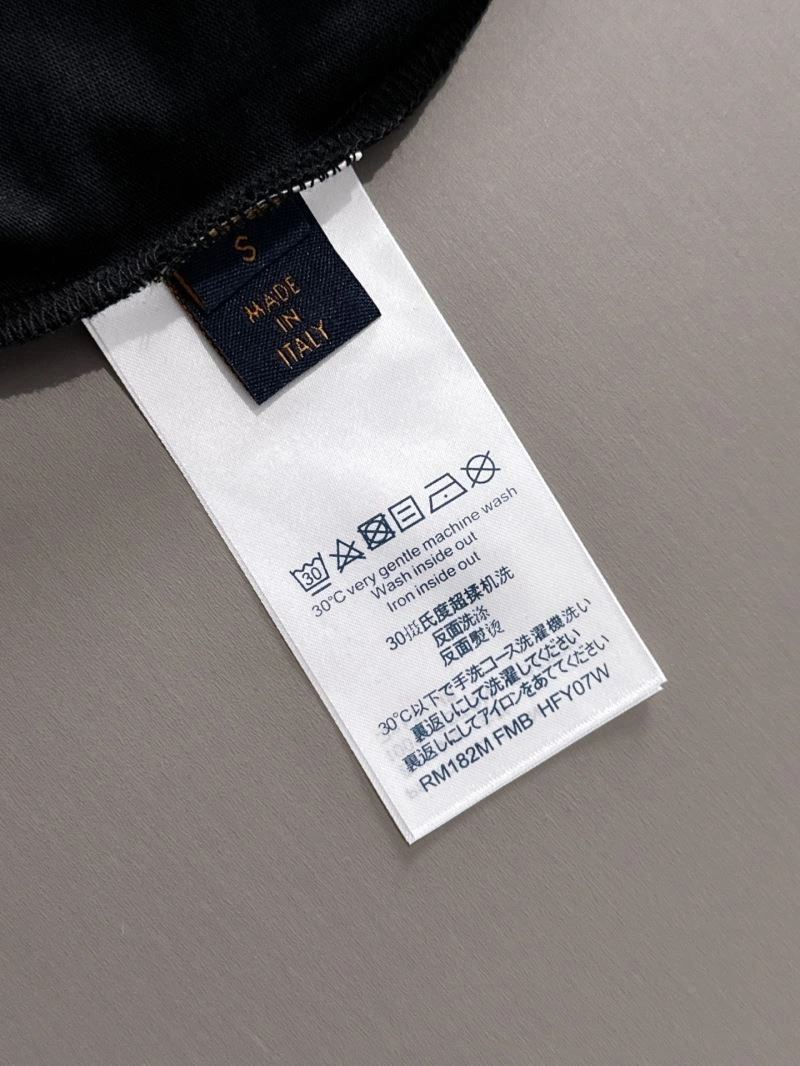 S
MADE
IN
ITALY
30
30°C very gentle machine wash
Wash inside out
Iron inside out
30摄氏度超揉机洗
反面洗涤
反面熨烫
30℃以下で手洗コース洗濯機洗い
裏返しにして洗濯してください
裏返しにしてアイロンをあててください
RM182M FMB HFY07W